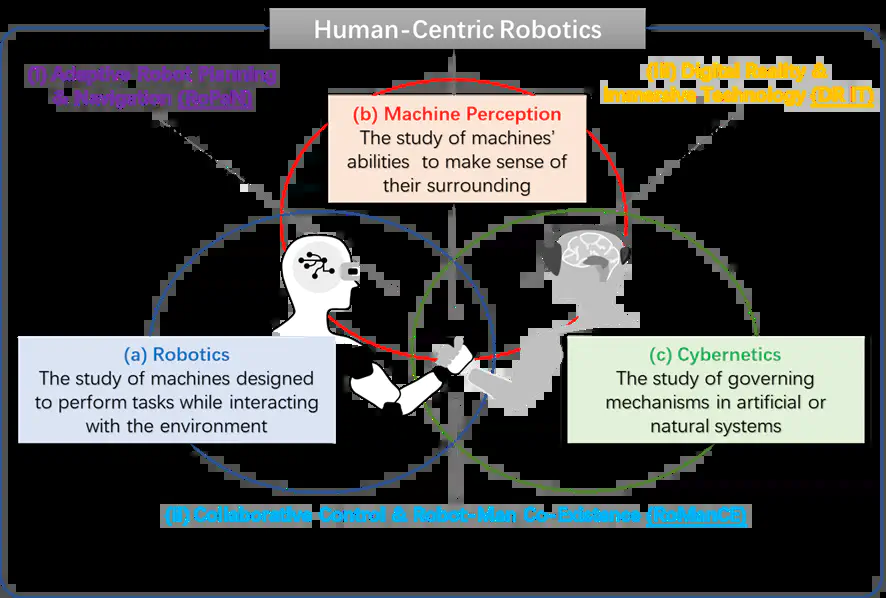 Human-Centric Robotics
(i) Adaptive Robot Planning
& Navigation (RoPaN)
(iii) Digital Reality &
Immersive Technology (DR IT)
(b) Machine Perception
The study of machines'
abilities to make sense of
their surrounding
(a) Robotics
The study of machines designed
to perform tasks while interacting
with the environment
(c) Cybernetics
The study of governing
mechanisms in artificial or
natural systems
(ii) Collaborative Control & Robot-Man Co-Existence (RoManCE)